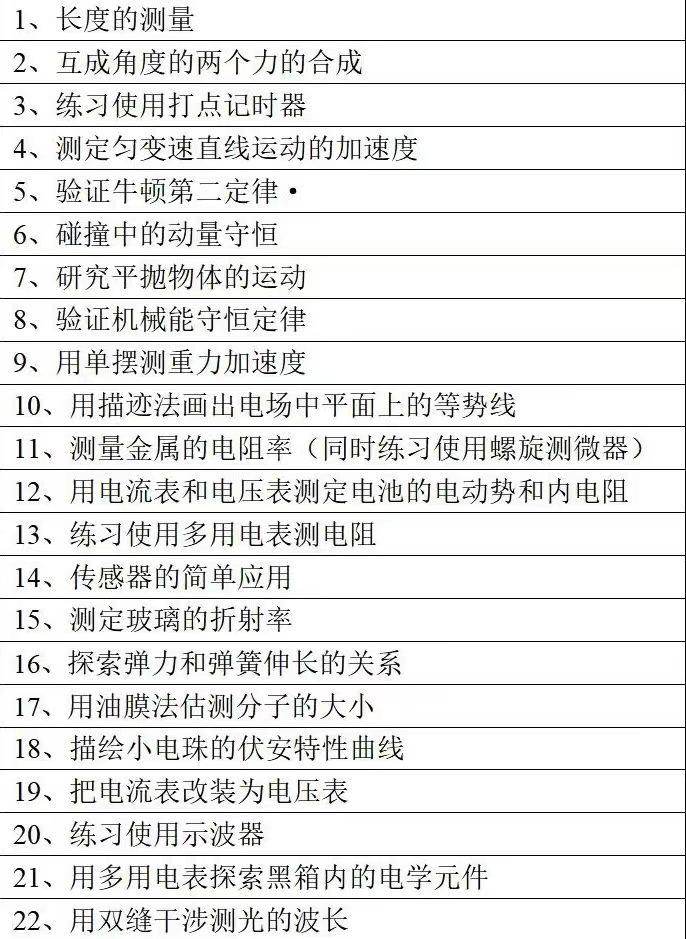 1、长度的测量
2、互成角度的两个力的合成
3、练习使用打点记时器
4、测定匀变速直线运动的加速度
5、验证牛顿第二定律·
6、碰撞中的动量守恒
7、研究平抛物体的运动
8、验证机械能守恒定律
9、用单摆测重力加速度
10、用描迹法画出电场中平面上的等势线
11、测量金属的电阻率（同时练习使用螺旋测微器）
12、用电流表和电压表测定电池的电动势和内电阻
13、练习使用多用电表测电阻
14、传感器的简单应用
15、测定玻璃的折射率
16、探索弹力和弹簧伸长的关系
17、用油膜法估测分子的大小
18、描绘小电珠的伏安特性曲线
19、把电流表改装为电压表
20、练习使用示波器
21、用多用电表探索黑箱内的电学元件
22、用双缝干涉测光的波长